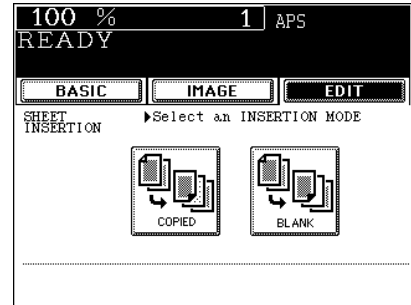 100 % 1 APS
READY
BASIC IMAGE EDIT
SHEET INSERTION ▶Select an INSERTION MODE
COPIED BLANK